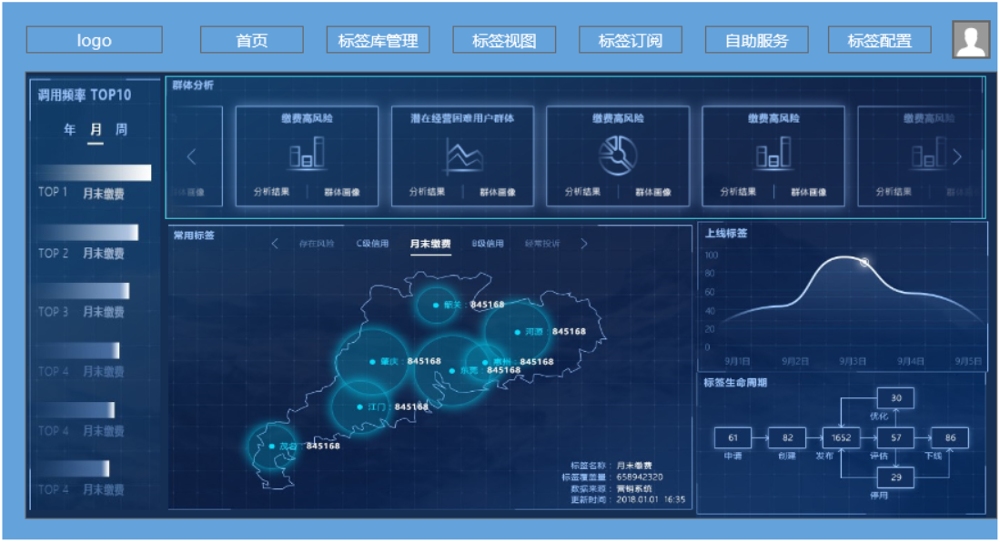 logo
首页
标签库管理
标签视图
标签订阅
自助服务
标签配置
调用频率 TOP10
年 月 周
TOP 1 月末缴费
TOP 2 月末缴费
TOP 3 月末缴费
TOP 4 月末缴费
TOP 4 月末缴费
TOP 4 月末缴费
群体分析
缴费高风险
潜在经营困难用户群体
缴费高风险
缴费高风险
缴费高风险
体画像
分析结果 群体画像
分析结果 群体画像
分析结果 群体画像
分析结果 群体画像
分析结果
常用标签
存在风险 C级信用 月末缴费 B级信用 经常投诉
韶关: 845168
河源: 845168
肇庆: 845168
惠州: 845168
东莞: 845168
江门: 845168
茂名: 845168
标签名称: 月末缴费
标签覆盖量: 658942320
数据来源: 营销系统
更新时间: 2018.01.01 16:35
上线标签
100
80
60
40
20
0
9月1日 9月2日 9月3日 9月4日 9月5日
标签生命周期
30
优化
61 82 1652 57 86
申请 创建 发布 评估 下线
29
停用